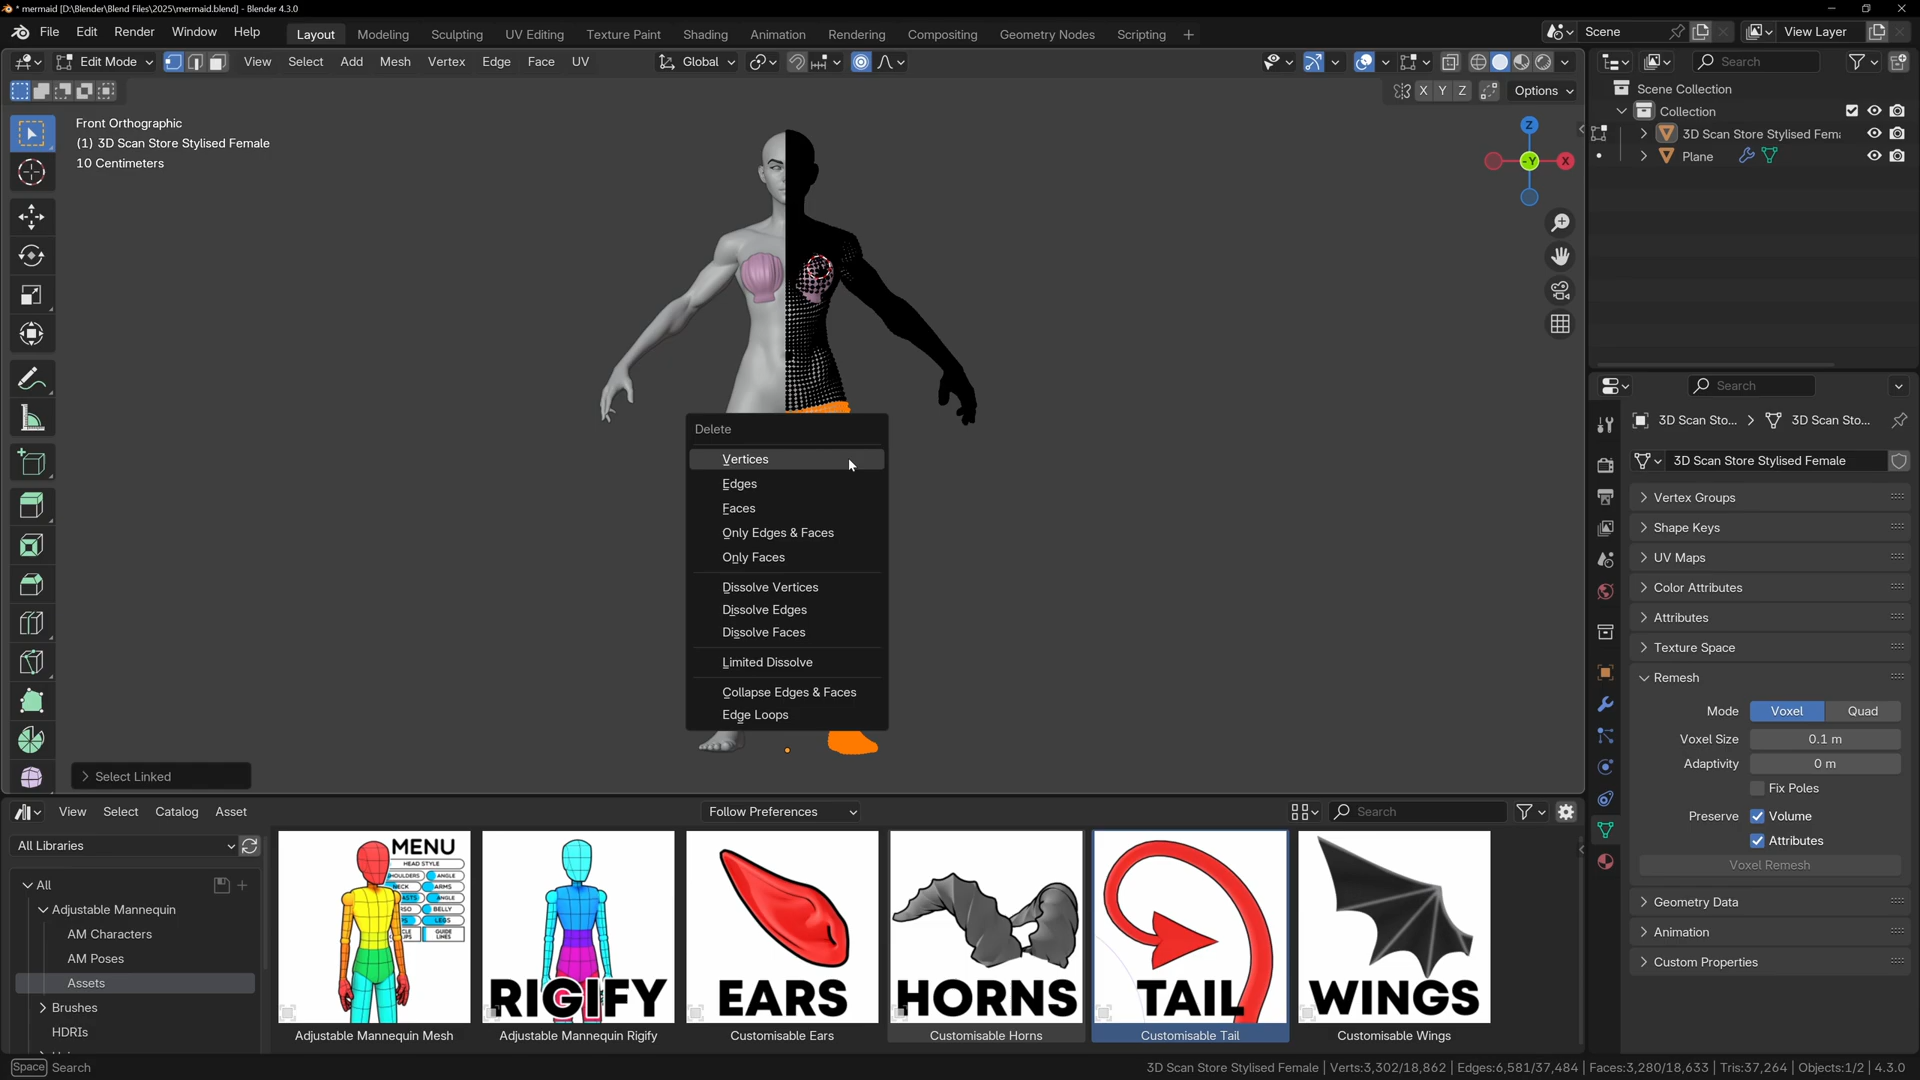 * mermaid [D:\Blender\Blend Files\2025\mermaid.blend] - Blender 4.3.0
File Edit Render Window Help
Layout Modeling Sculpting UV Editing Texture Paint Shading Animation Rendering Compositing Geometry Nodes Scripting +
Scene
View Layer
Edit Mode
View Select Add Mesh Vertex Edge Face UV
Global
X Y Z
Options
Front Orthographic
(1) 3D Scan Store Stylised Female
10 Centimeters
Z
-Y
X
Delete
Vertices
Edges
Faces
Only Edges & Faces
Only Faces
Dissolve Vertices
Dissolve Edges
Dissolve Faces
Limited Dissolve
Collapse Edges & Faces
Edge Loops
Select Linked
Search
Scene Collection
Collection
3D Scan Store Stylised Fem
Plane
Search
3D Scan Sto...
3D Scan Sto...
3D Scan Store Stylised Female
Vertex Groups
Shape Keys
UV Maps
Color Attributes
Attributes
Texture Space
Remesh
Mode Voxel Quad
Voxel Size 0.1 m
Adaptivity 0 m
Fix Poles
Preserve Volume
Attributes
Voxel Remesh
Geometry Data
Animation
Custom Properties
View Select Catalog Asset
Follow Preferences
Search
All Libraries
All
Adjustable Mannequin
AM Characters
AM Poses
Assets
Brushes
HDRIs
MENU
HEAD STYLE
RIGIFY
EARS
HORNS
TAIL
WINGS
Adjustable Mannequin Mesh
Adjustable Mannequin Rigify
Customisable Ears
Customisable Horns
Customisable Tail
Customisable Wings
Space Search
3D Scan Store Stylised Female | Verts:3,302/18,862 | Edges:6,581/37,484 | Faces:3,280/18,633 | Tris:37,264 | Objects:1/2 | 4.3.0